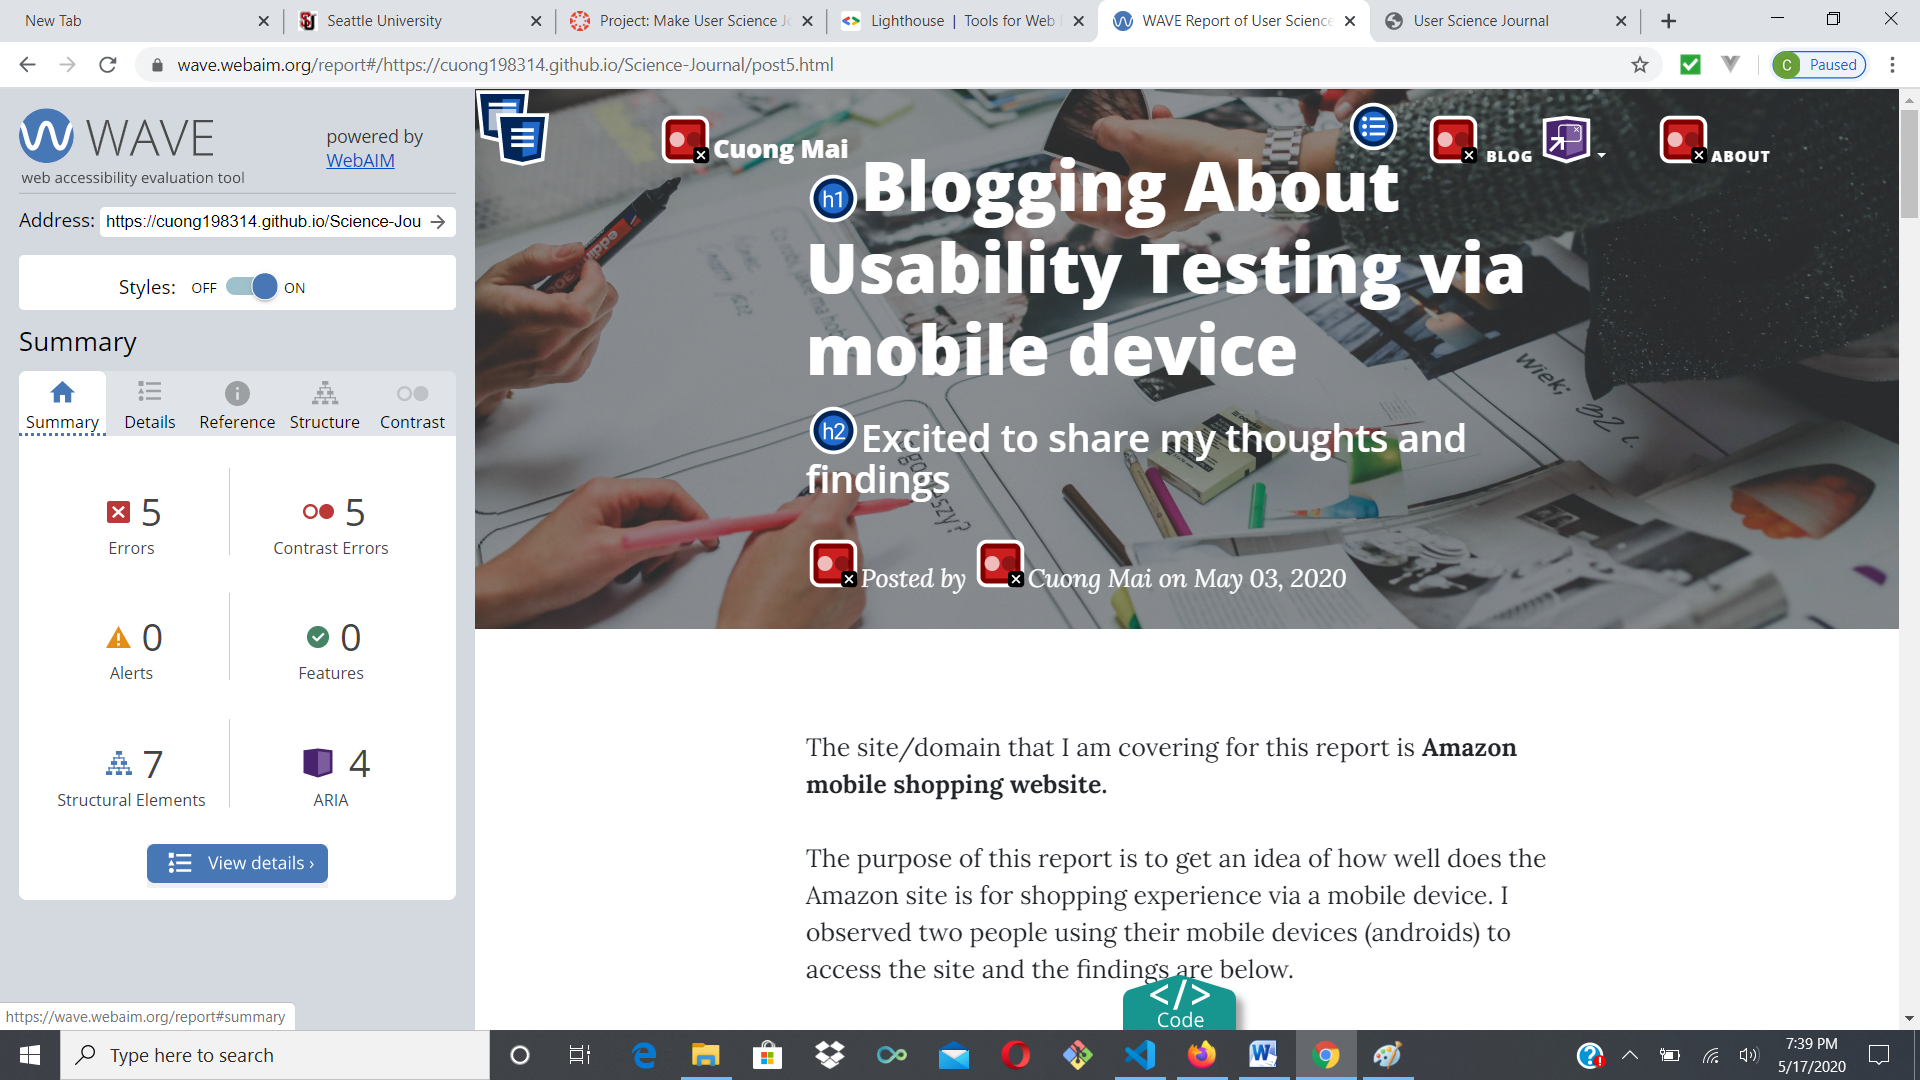 New Tab
Seattle University
Project: Make User Science Jo
Lighthouse | Tools for Web
WAVE Report of User Science
User Science Journal
wave.webaim.org/report#/https://cuong198314.github.io/Science-Journal/post5.html
C Paused
WAVE
web accessibility evaluation tool
powered by
WebAIM
Address: https://cuong198314.github.io/Science-Jou
Styles: OFF ON
Summary
Summary Details Reference Structure Contrast
5 5
Errors Contrast Errors
0 0
Alerts Features
7 4
Structural Elements ARIA
View details ›
https://wave.webaim.org/report#summary
Cuong Mai
BLOG
ABOUT
h1 Blogging About
Usability Testing via
mobile device
h2 Excited to share my thoughts and
findings
Posted by Cuong Mai on May 03, 2020
Wiek;
The site/domain that I am covering for this report is Amazon
mobile shopping website.
The purpose of this report is to get an idea of how well does the
Amazon site is for shopping experience via a mobile device. I
observed two people using their mobile devices (androids) to
access the site and the findings are below.
</>
Code
Type here to search
7:39 PM
5/17/2020